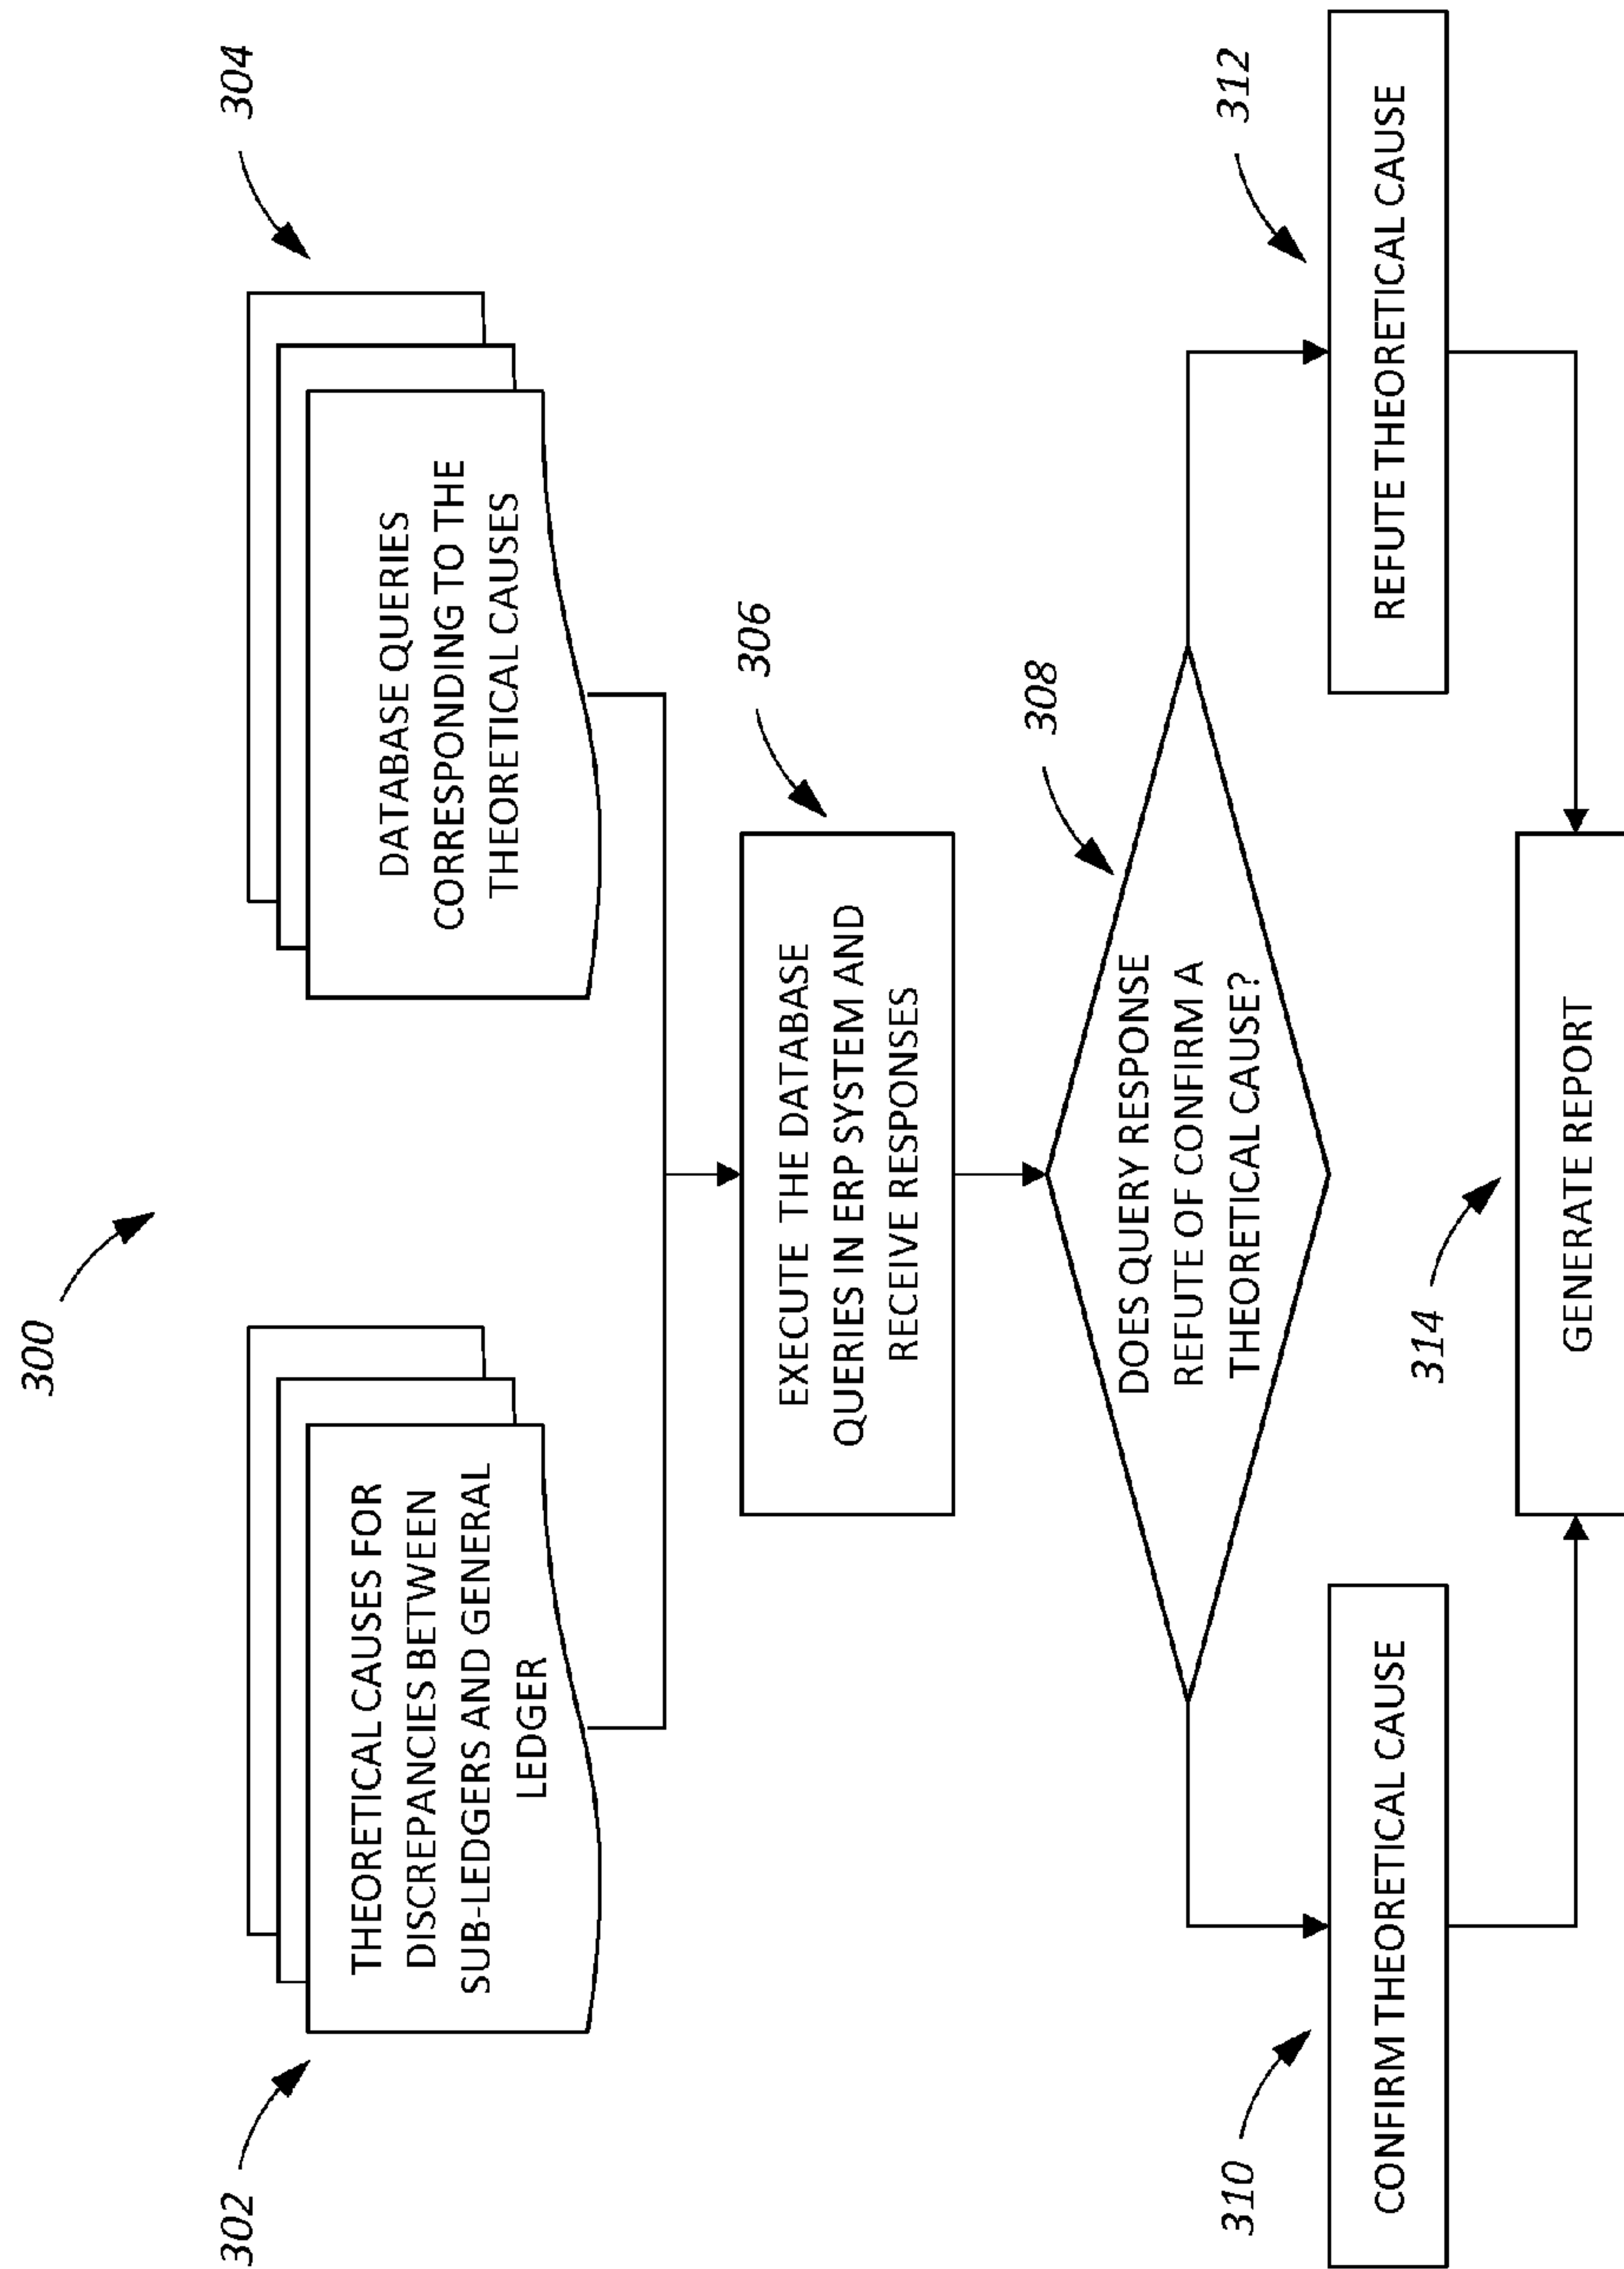 300
302
THEORETICAL CAUSES FOR
DISCREPANCIES BETWEEN
SUB-LEDGERS AND GENERAL
LEDGER
304
DATABASE QUERIES
CORRESPONDING TO THE
THEORETICAL CAUSES
306
EXECUTE THE DATABASE
QUERIES IN ERP SYSTEM AND
RECEIVE RESPONSES
308
DOES QUERY RESPONSE
REFUTE OF CONFIRM A
THEORETICAL CAUSE?
310
CONFIRM THEORETICAL CAUSE
312
REFUTE THEORETICAL CAUSE
314
GENERATE REPORT